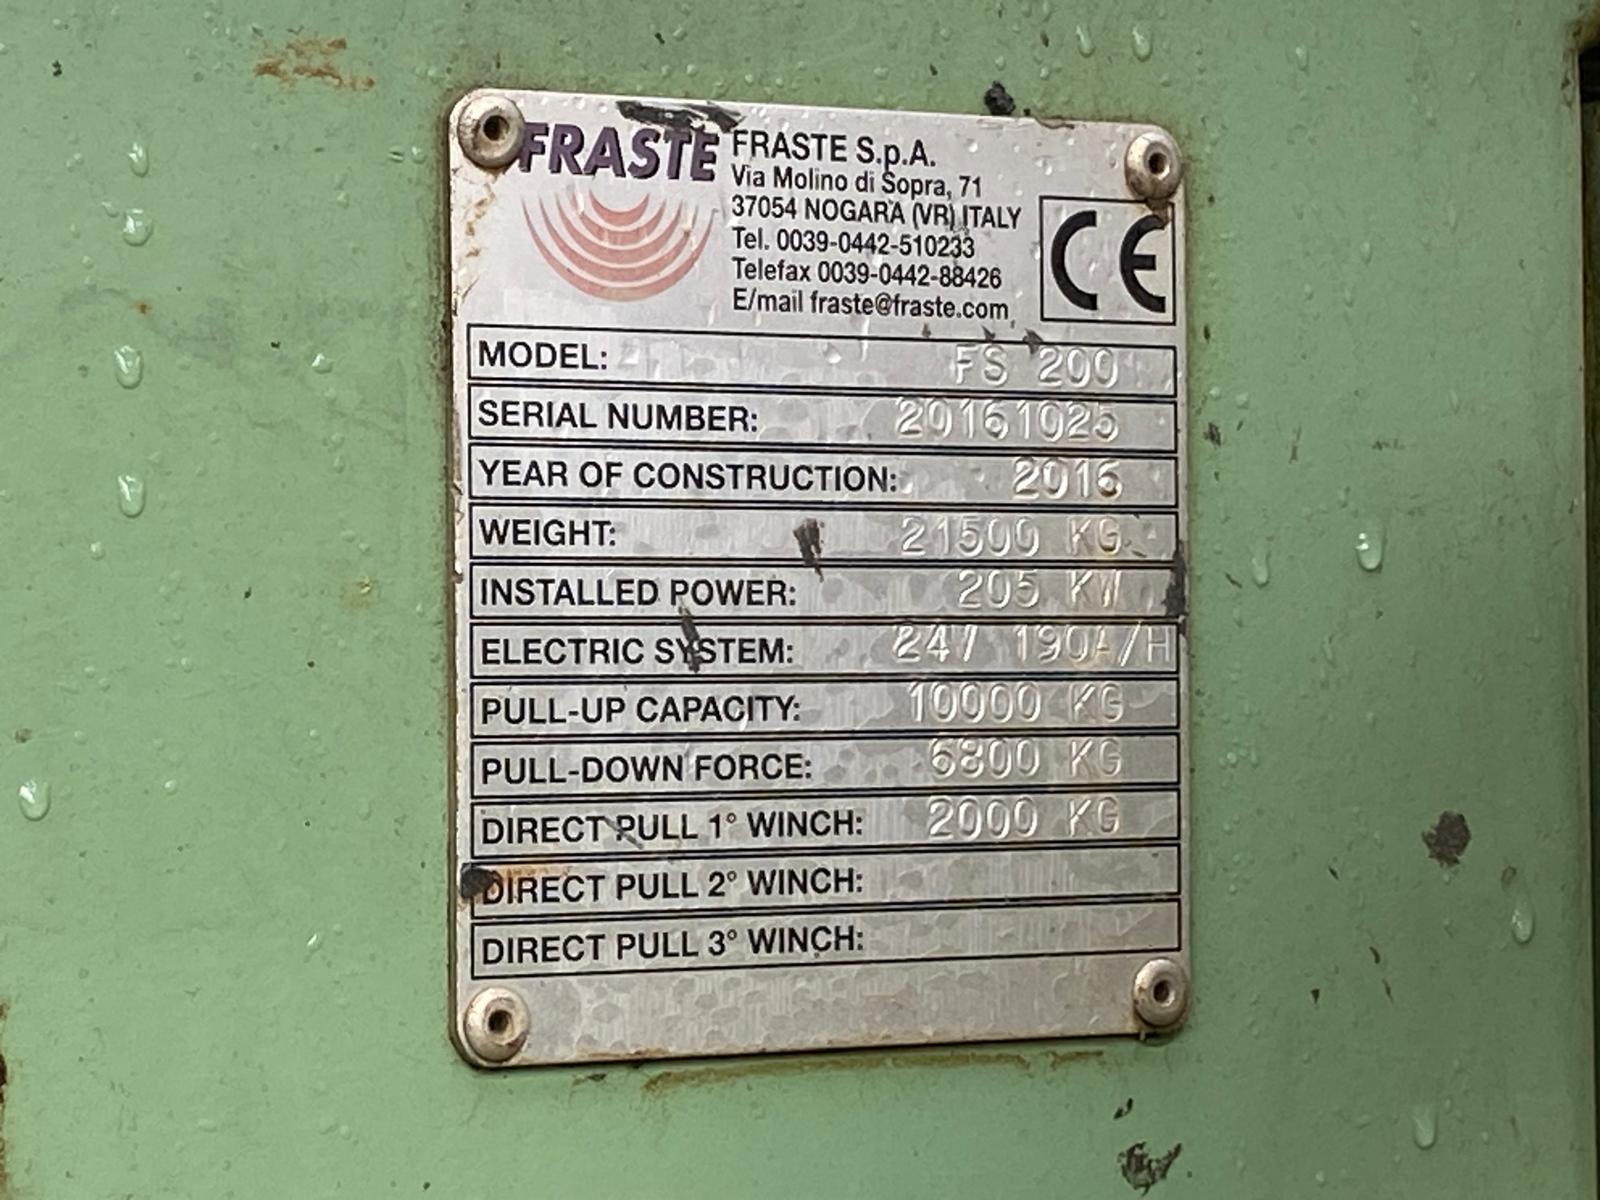 FRASTE
FRASTE S.p.A.
Via Molino di Sopra, 71
37054 NOGARA (VR) ITALY
Tel. 0039-0442-510233
Telefax 0039-0442-88426
E/mail fraste@fraste.com
CE
MODEL: FS 200
SERIAL NUMBER: 20161025
YEAR OF CONSTRUCTION: 2016
WEIGHT: 21500 KG
INSTALLED POWER: 205 KW
ELECTRIC SYSTEM: 24V 190A/H
PULL-UP CAPACITY: 10000 KG
PULL-DOWN FORCE: 6800 KG
DIRECT PULL 1° WINCH: 2000 KG
DIRECT PULL 2° WINCH:
DIRECT PULL 3° WINCH: